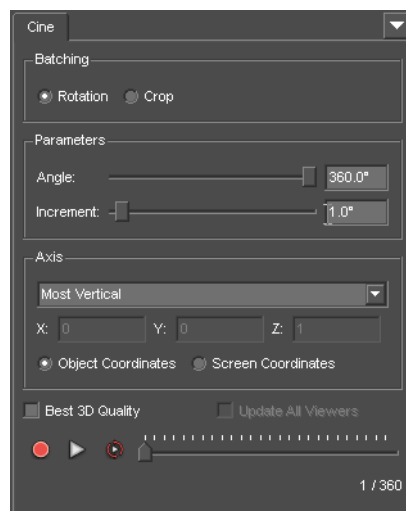 Cine
Batching
Rotation Crop
Parameters
Angle: 360.0°
Increment: 1.0°
Axis
Most Vertical
X: 0 Y: 0 Z: 1
Object Coordinates Screen Coordinates
Best 3D Quality Update All Viewers
1 / 360